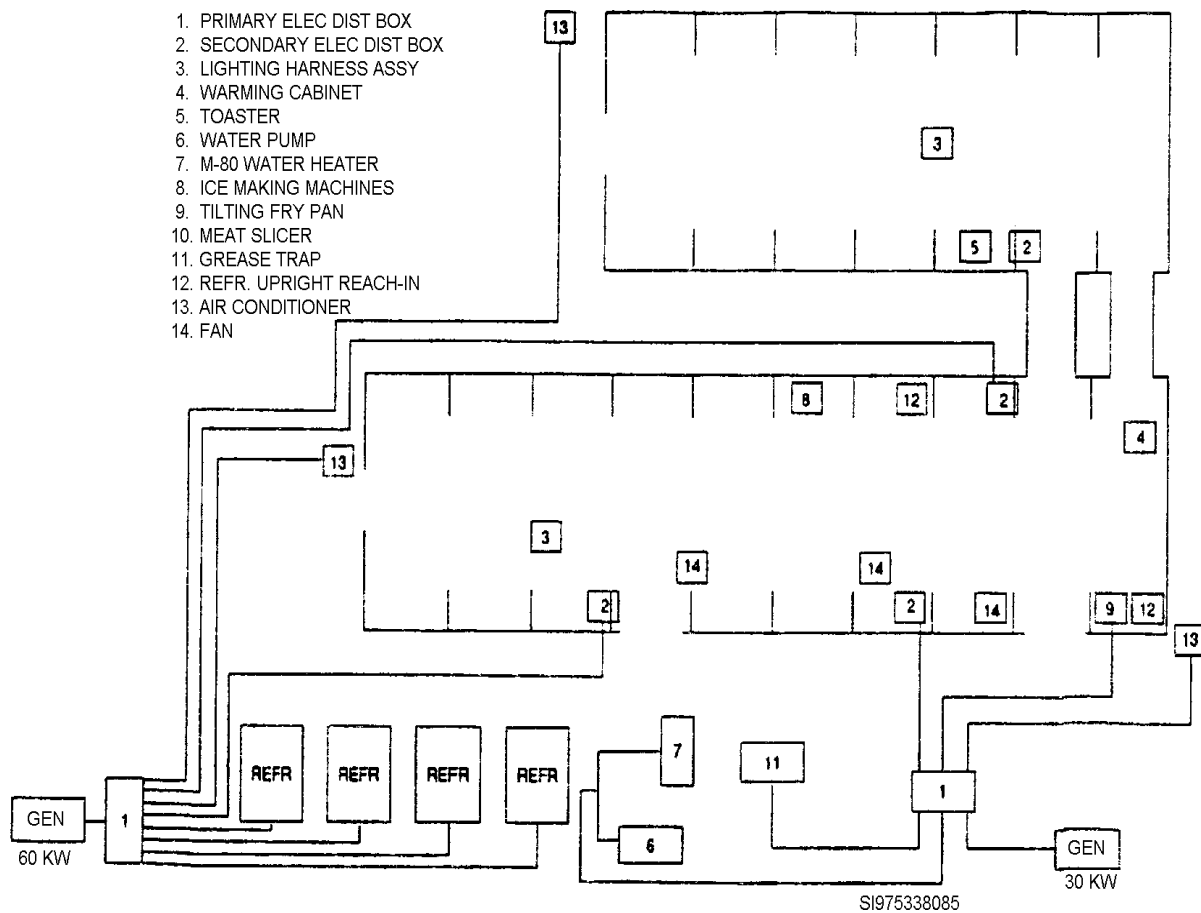 1. PRIMARY ELEC DIST BOX
2. SECONDARY ELEC DIST BOX
3. LIGHTING HARNESS ASSY
4. WARMING CABINET
5. TOASTER
6. WATER PUMP
7. M-80 WATER HEATER
8. ICE MAKING MACHINES
9. TILTING FRY PAN
10. MEAT SLICER
11. GREASE TRAP
12. REFR. UPRIGHT REACH-IN
13. AIR CONDITIONER
14. FAN
13
3
5 2
8 12 2
4
13
3
14 14
2 2 14 9 12
13
REFR REFR REFR REFR
7
11
1
GEN 1
60 KW
6
GEN
30 KW
SI975338085